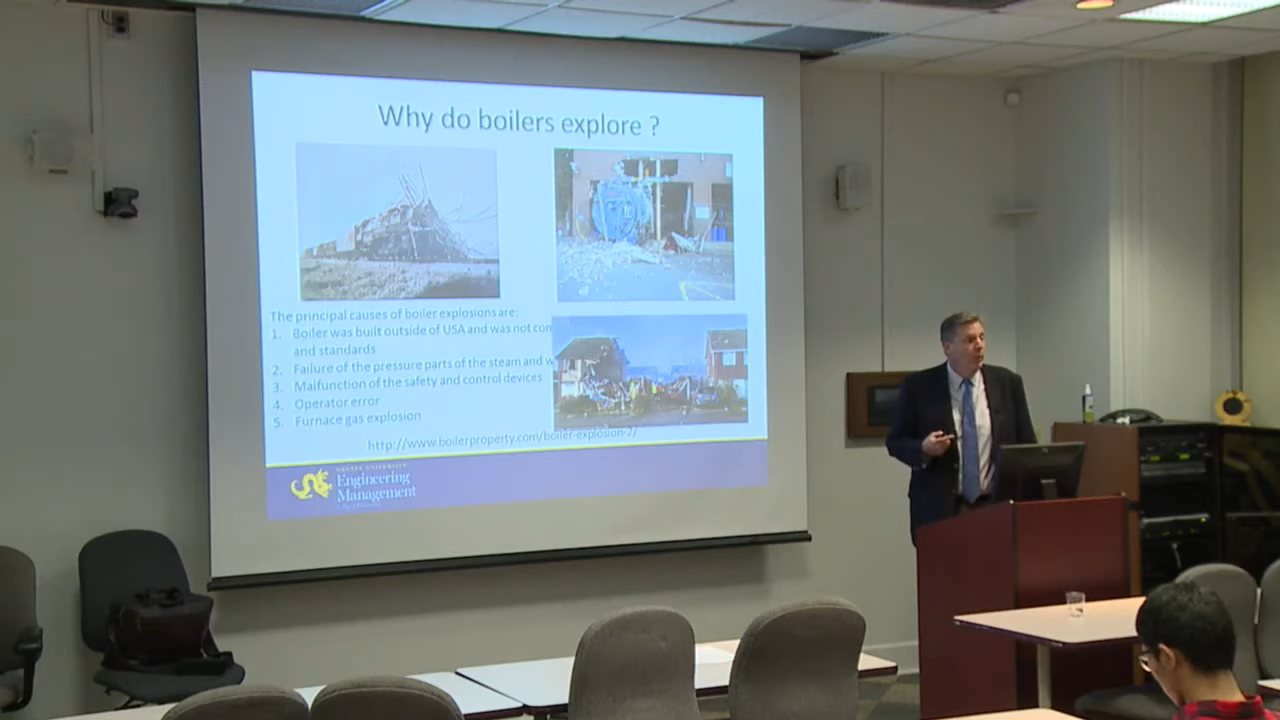 Why do boilers explore ?
The principal causes of boiler explosions are:
1. Boiler was built outside of USA and was not con
and standards
2. Failure of the pressure parts of the steam and w
3. Malfunction of the safety and control devices
4. Operator error
5. Furnace gas explosion
http://www.boilerproperty.com/boiler-explosion-2/
DREXEL UNIVERSITY
Engineering
Management